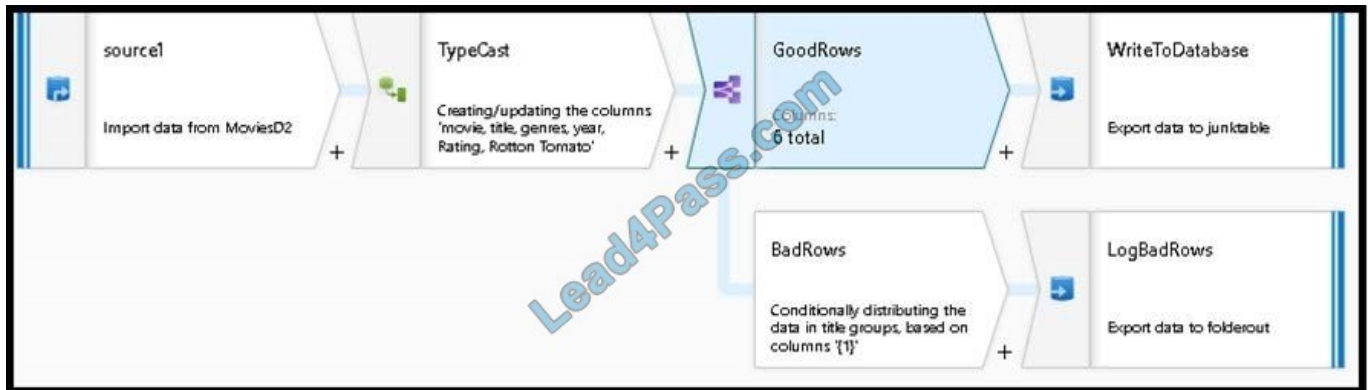 source1
Import data from MoviesD2
+
TypeCast
Creating/updating the columns
'movie, title, genres, year,
Rating, Rotton Tomato'
+
GoodRows
Columns:
6 total
+
WriteToDatabase
Export data to junktable
BadRows
Conditionally distributing the
data in title groups, based on
columns '{1}'
+
LogBadRows
Export data to folderout
Lead4Pass.com